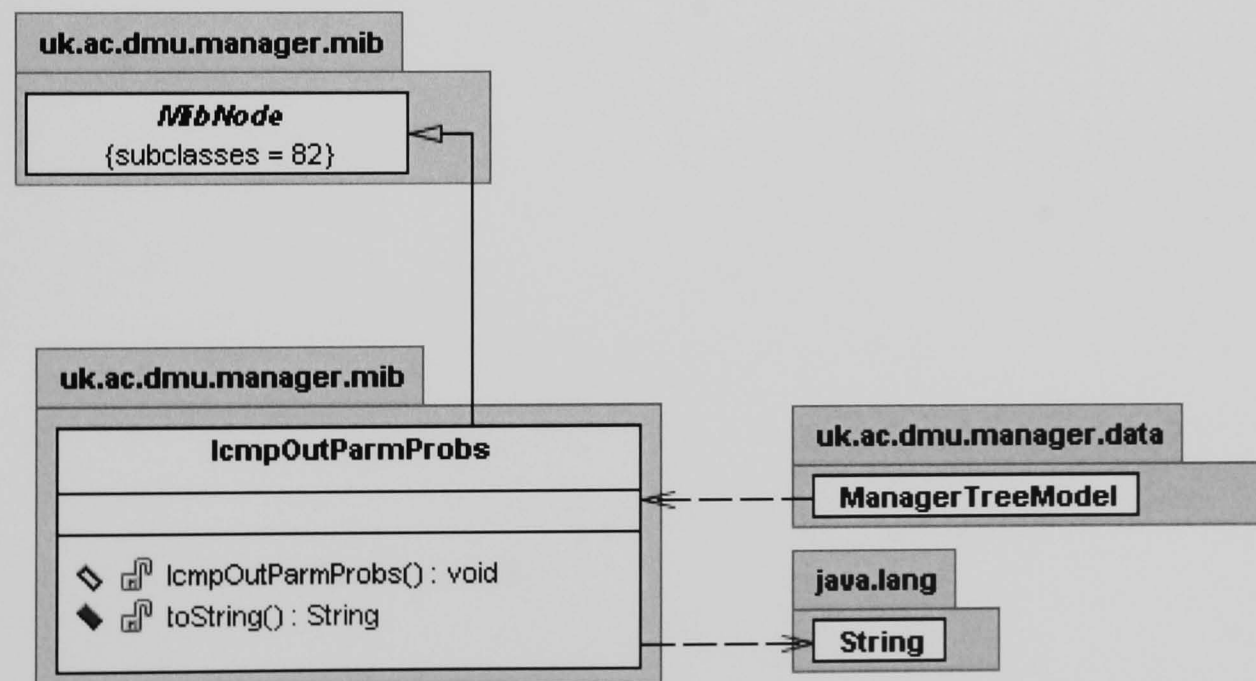 uk.ac.dmu.manager.mib
MibNode
{subclasses = 82}
uk.ac.dmu.manager.mib
IcmpOutParmProbs
IcmpOutParmProbs() : void
toString() : String
uk.ac.dmu.manager.data
ManagerTreeModel
java.lang
String